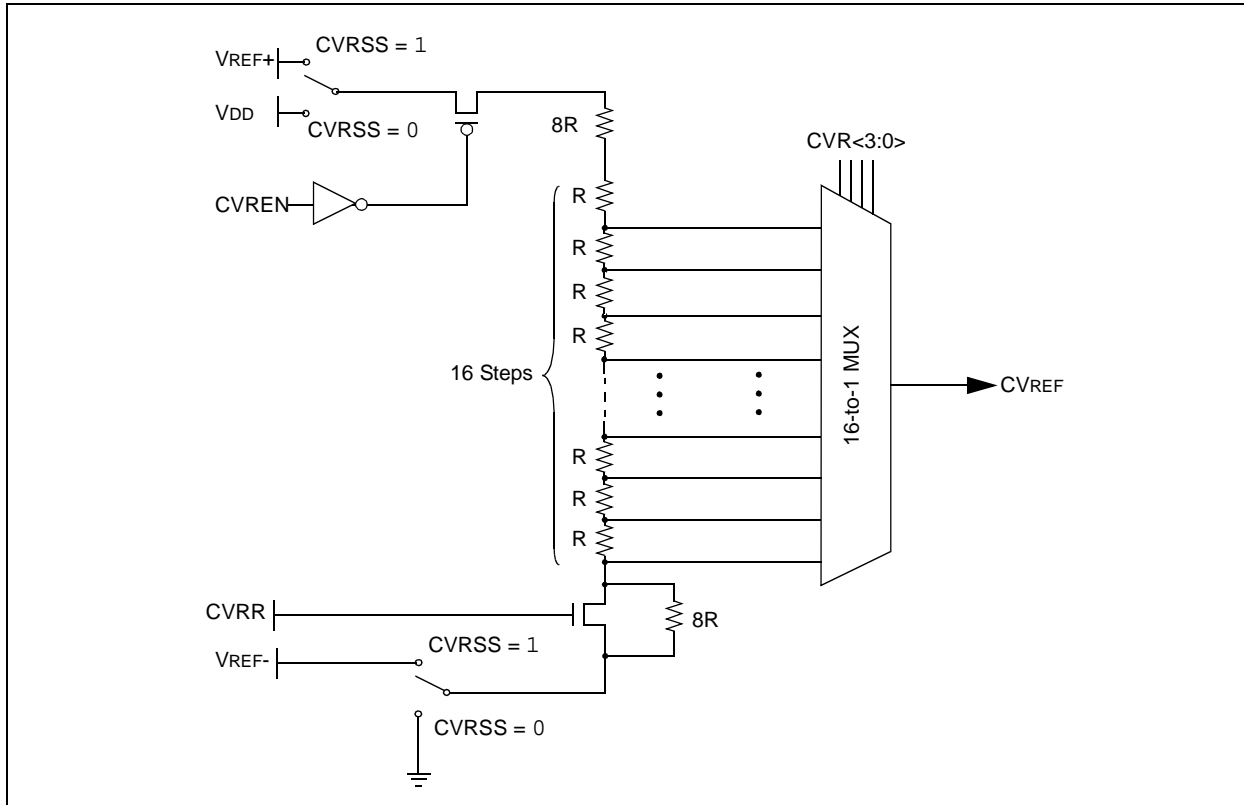 CVRSS = 1
VREF+
VDD
CVRSS = 0
8R
CVR<3:0>
CVREN
R
R
R
R
16 Steps
16-to-1 MUX
CVREF
R
R
R
CVRR
8R
CVRSS = 1
VREF-
CVRSS = 0